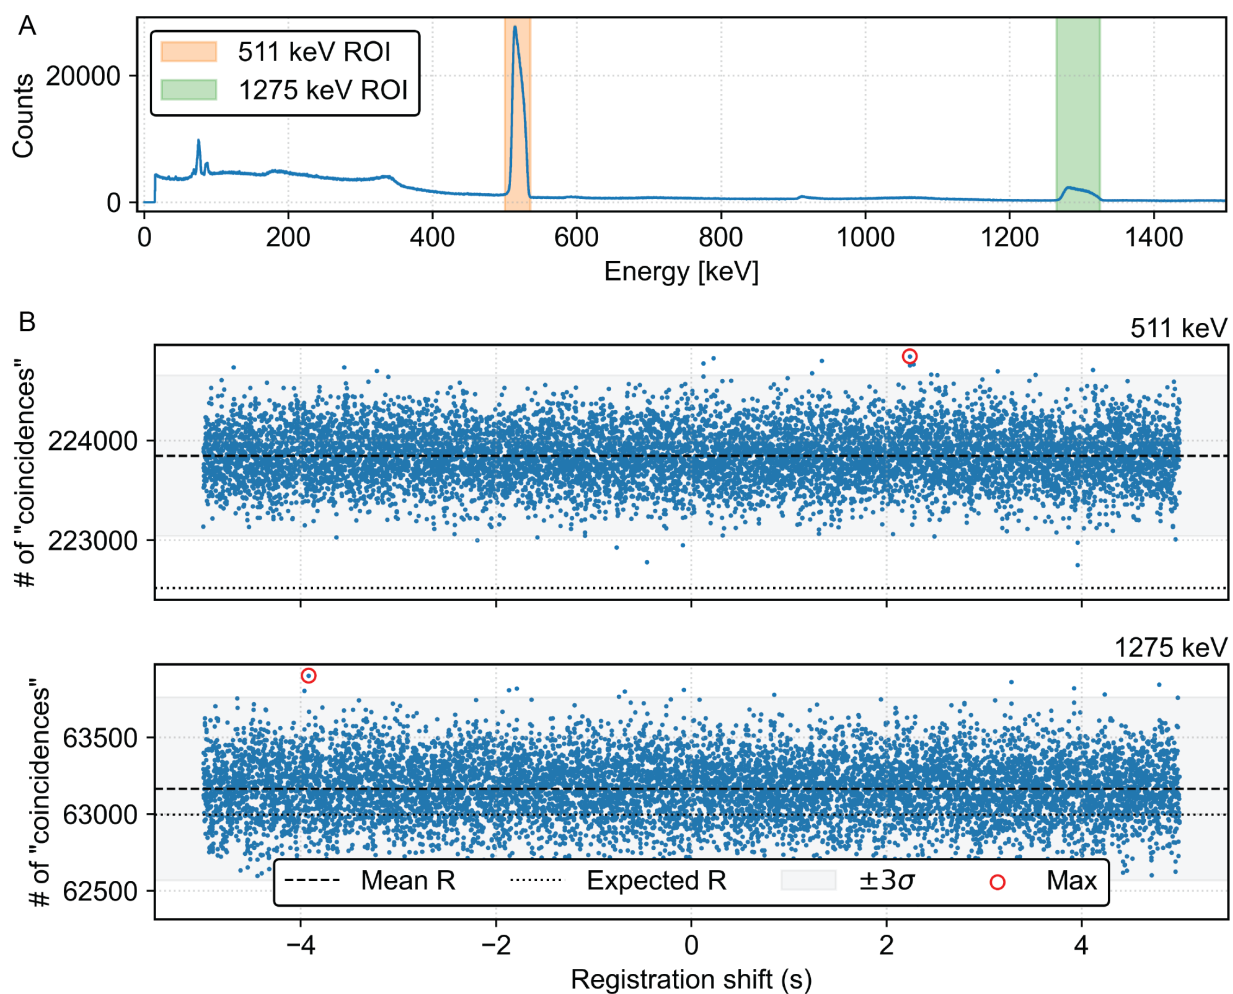 A
511 keV ROI
1275 keV ROI
Counts
20000
0
0 200 400 600 800 1000 1200 1400
Energy [keV]
B
511 keV
# of "coincidences"
224000
223000
1275 keV
# of "coincidences"
63500
63000
62500
Mean R Expected R ±3σ Max
−4 −2 0 2 4
Registration shift (s)